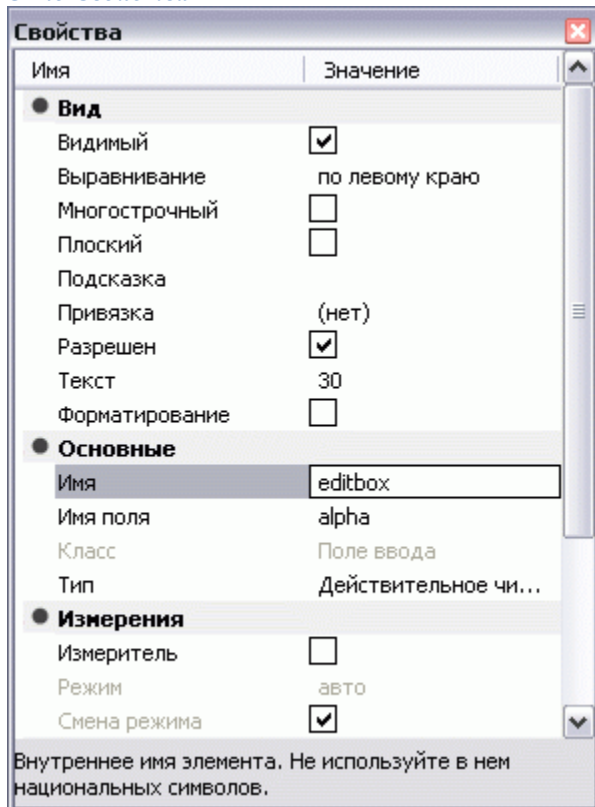 Свойства
Имя Значение
Вид
Видимый
Выравнивание по левому краю
Многострочный
Плоский
Подсказка
Привязка (нет)
Разрешен
Текст 30
Форматирование
Основные
Имя editbox
Имя поля alpha
Класс Поле ввода
Тип Действительное чи...
Измерения
Измеритель
Режим авто
Смена режима
Внутреннее имя элемента. Не используйте в нем
национальных символов.